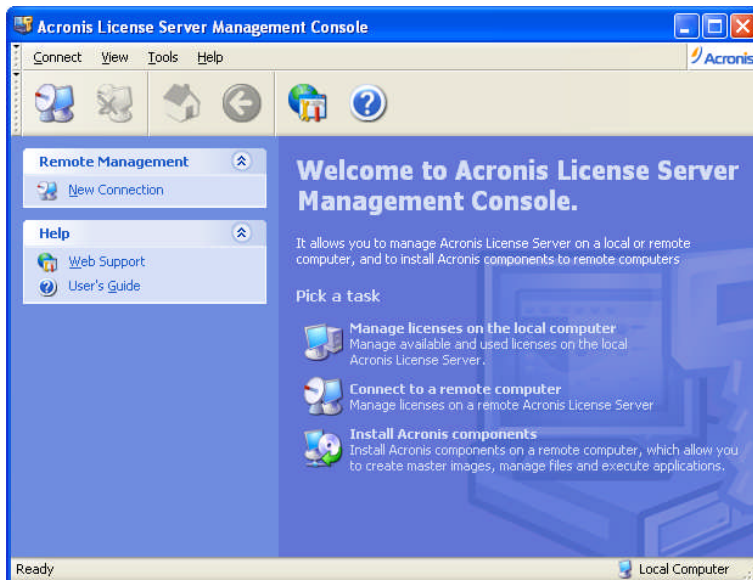 Acronis License Server Management Console
Connect View Tools Help
Acronis
Remote Management
New Connection
Help
Web Support
User's Guide
Welcome to Acronis License Server
Management Console.
It allows you to manage Acronis License Server on a local or remote
computer, and to install Acronis components to remote computers
Pick a task
Manage licenses on the local computer
Manage available and used licenses on the local
Acronis License Server.
Connect to a remote computer
Manage licenses on a remote Acronis License Server
Install Acronis components
Install Acronis components on a remote computer, which allow you
to create master images, manage files and execute applications.
Ready
Local Computer